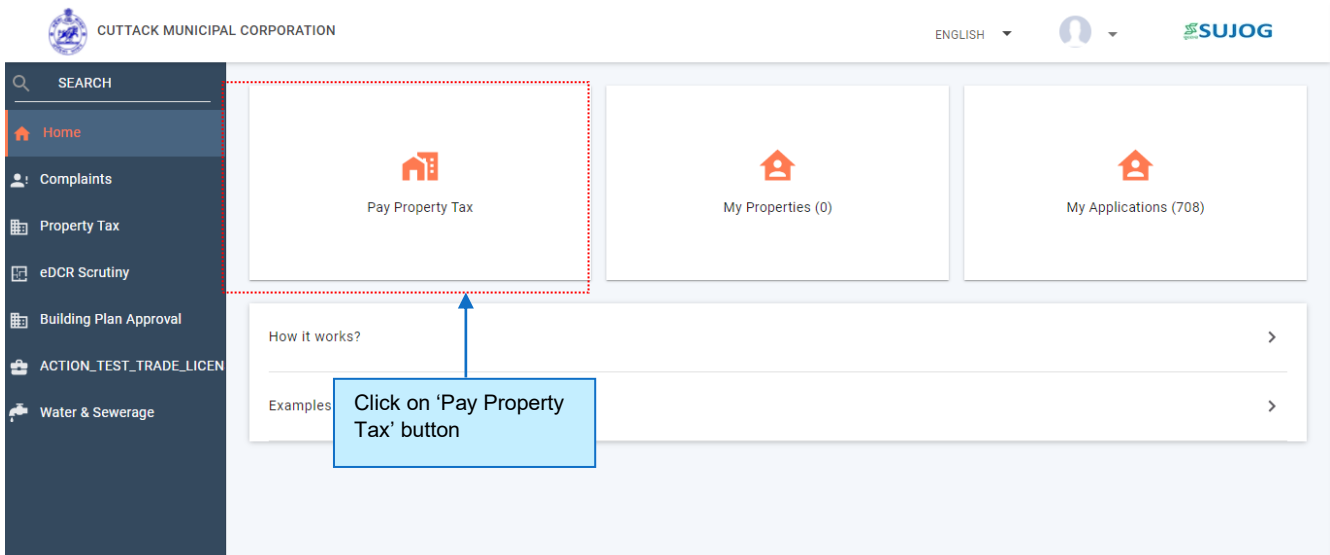 CUTTACK MUNICIPAL CORPORATION
ENGLISH
SUJOG
SEARCH
Home
Complaints
Property Tax
eDCR Scrutiny
Building Plan Approval
ACTION_TEST_TRADE_LICEN
Water & Sewerage
Pay Property Tax
My Properties (0)
My Applications (708)
How it works?
Examples
Click on ‘Pay Property
Tax’ button